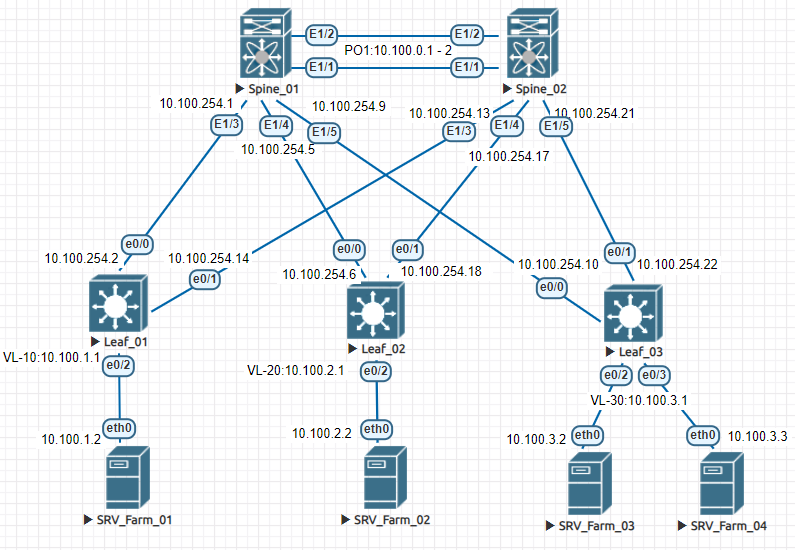 E1/2
E1/2
PO1:10.100.0.1 - 2
E1/1
E1/1
Spine_01
Spine_02
10.100.254.1
10.100.254.9
10.100.254.13
10.100.254.21
E1/3
E1/4
E1/5
E1/3
E1/4
E1/5
10.100.254.5
10.100.254.17
e0/0
e0/0
e0/1
e0/1
10.100.254.2
10.100.254.14
10.100.254.6
10.100.254.18
10.100.254.10
10.100.254.22
e0/1
e0/0
Leaf_01
Leaf_02
Leaf_03
VL-10:10.100.1.1
e0/2
VL-20:10.100.2.1
e0/2
e0/2
e0/3
VL-30:10.100.3.1
10.100.1.2
eth0
10.100.2.2
eth0
10.100.3.2
eth0
eth0
10.100.3.3
SRV_Farm_01
SRV_Farm_02
SRV_Farm_03
SRV_Farm_04